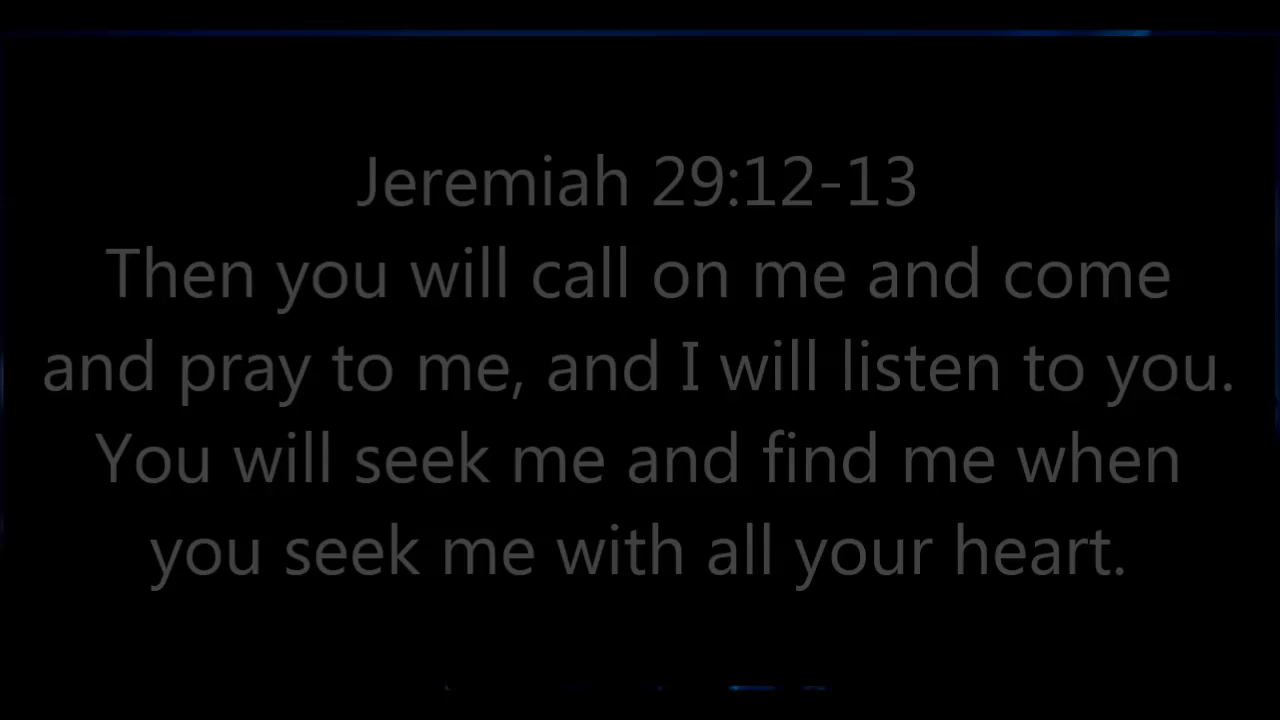 Jeremiah 29:12-13
Then you will call on me and come
and pray to me, and I will listen to you.
You will seek me and find me when
you seek me with all your heart.